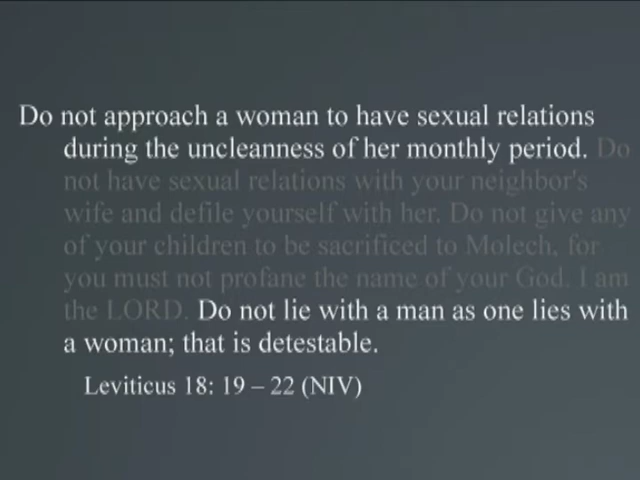 Do not approach a woman to have sexual relations
during the uncleanness of her monthly period. Do
not have sexual relations with your neighbor's
wife and defile yourself with her. Do not give any
of your children to be sacrificed to Molech, for
you must not profane the name of your God. I am
the LORD. Do not lie with a man as one lies with
a woman; that is detestable.
Leviticus 18: 19 – 22 (NIV)